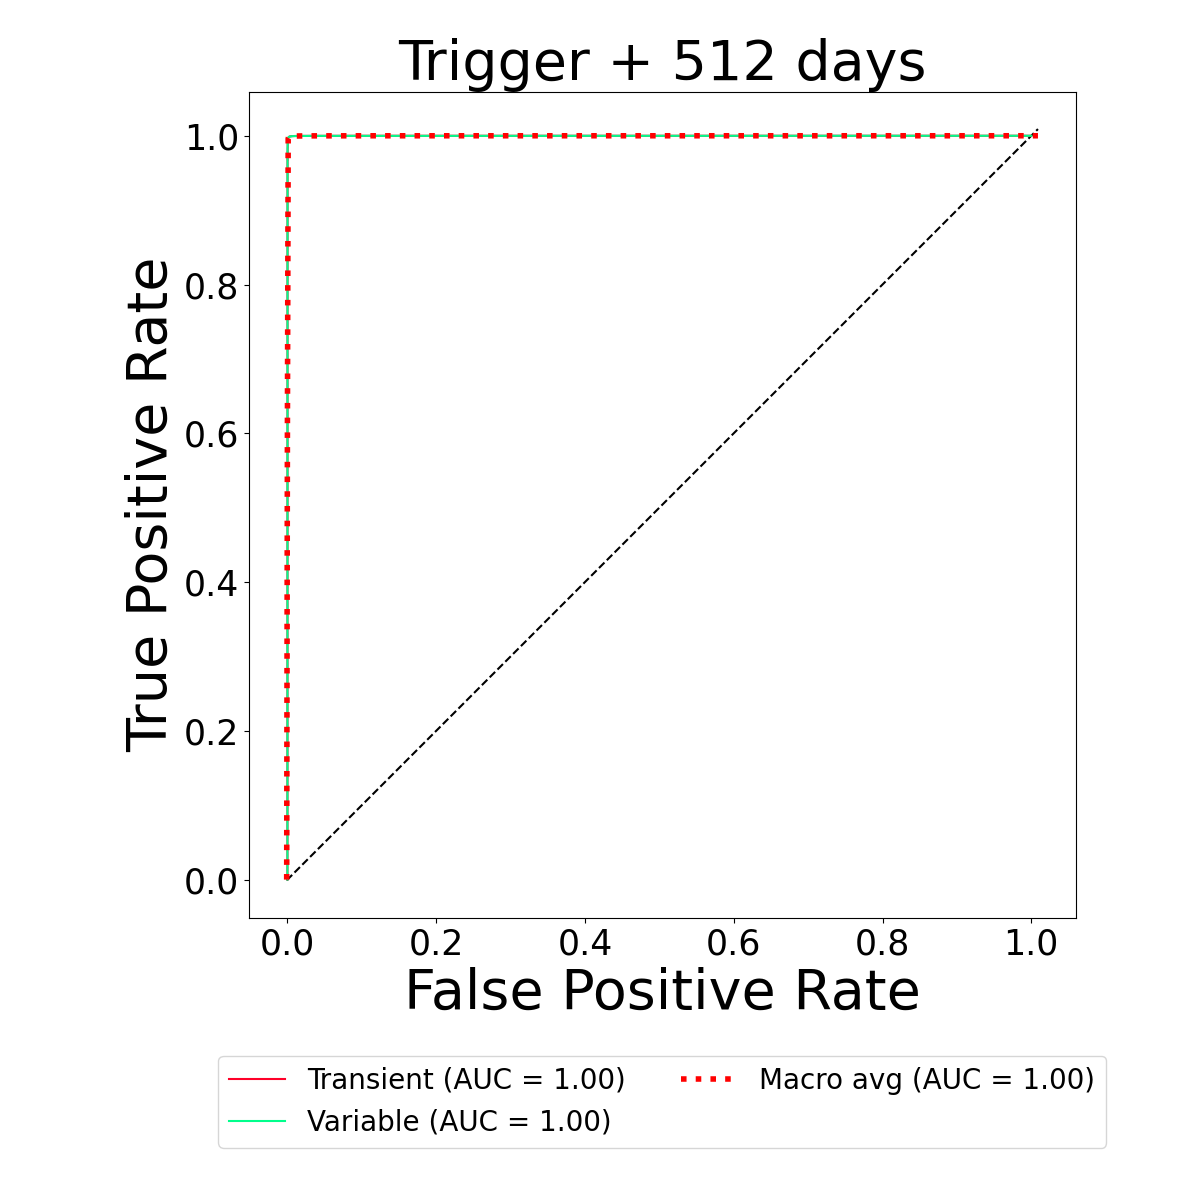 Trigger + 512 days
True Positive Rate
1.0
0.8
0.6
0.4
0.2
0.0
0.0 0.2 0.4 0.6 0.8 1.0
False Positive Rate
Transient (AUC = 1.00)
Variable (AUC = 1.00)
Macro avg (AUC = 1.00)